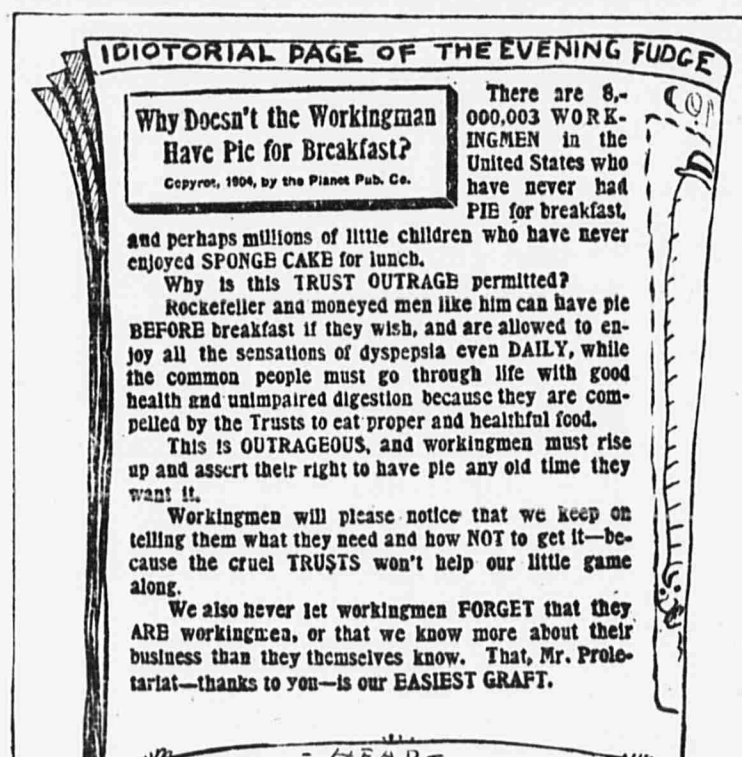 IDIOTORIAL PAGE OF THE EVENING FUDGE
Why Doesn't the Workingman
Have Pie for Breakfast?
Copyrot, 1904, by the Planet Pub. Co.
There are 8,-
000,003 WORK-
INGMEN in the
United States who
have never had
PIE for breakfast,
and perhaps millions of little children who have never
enjoyed SPONGE CAKE for lunch.
Why is this TRUST OUTRAGE permitted?
Rockefeller and moneyed men like him can have pie
BEFORE breakfast if they wish, and are allowed to en-
joy all the sensations of dyspepsia even DAILY, while
the common people must go through life with good
health and unimpaired digestion because they are com-
pelled by the Trusts to eat proper and healthful food.
This is OUTRAGEOUS, and workingmen must rise
up and assert their right to have pie any old time they
want it.
Workingmen will please notice that we keep on
telling them what they need and how NOT to get it—be-
cause the cruel TRU$TS won't help our little game
along.
We also never let workingmen FORGET that they
ARE workingmen, or that we know more about their
business than they themselves know. That, Mr. Prole-
tariat—thanks to you—is our EASIEST GRAFT.